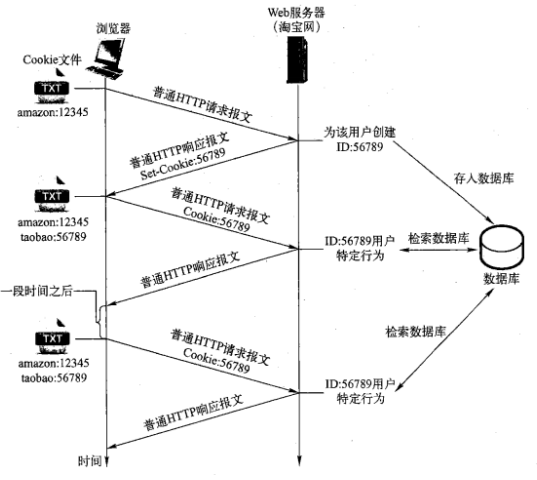 Web服务器
(淘宝网)
浏览器
Cookie文件
TXT
amazon:12345
普通HTTP请求报文
为该用户创建
ID:56789
普通HTTP响应报文
Set-Cookie:56789
存人数据库
TXT
amazon:12345
taobao:56789
普通HTTP请求报文
Cookie:56789
ID:56789用户
特定行为
检索数据库
数据库
普通HTTP响应报文
一段时间之后
TXT
amazon:12345
taobao:56789
普通HTTP请求报文
Cookie:56789
检索数据库
ID:56789用户
特定行为
普通HTTP响应报文
时间